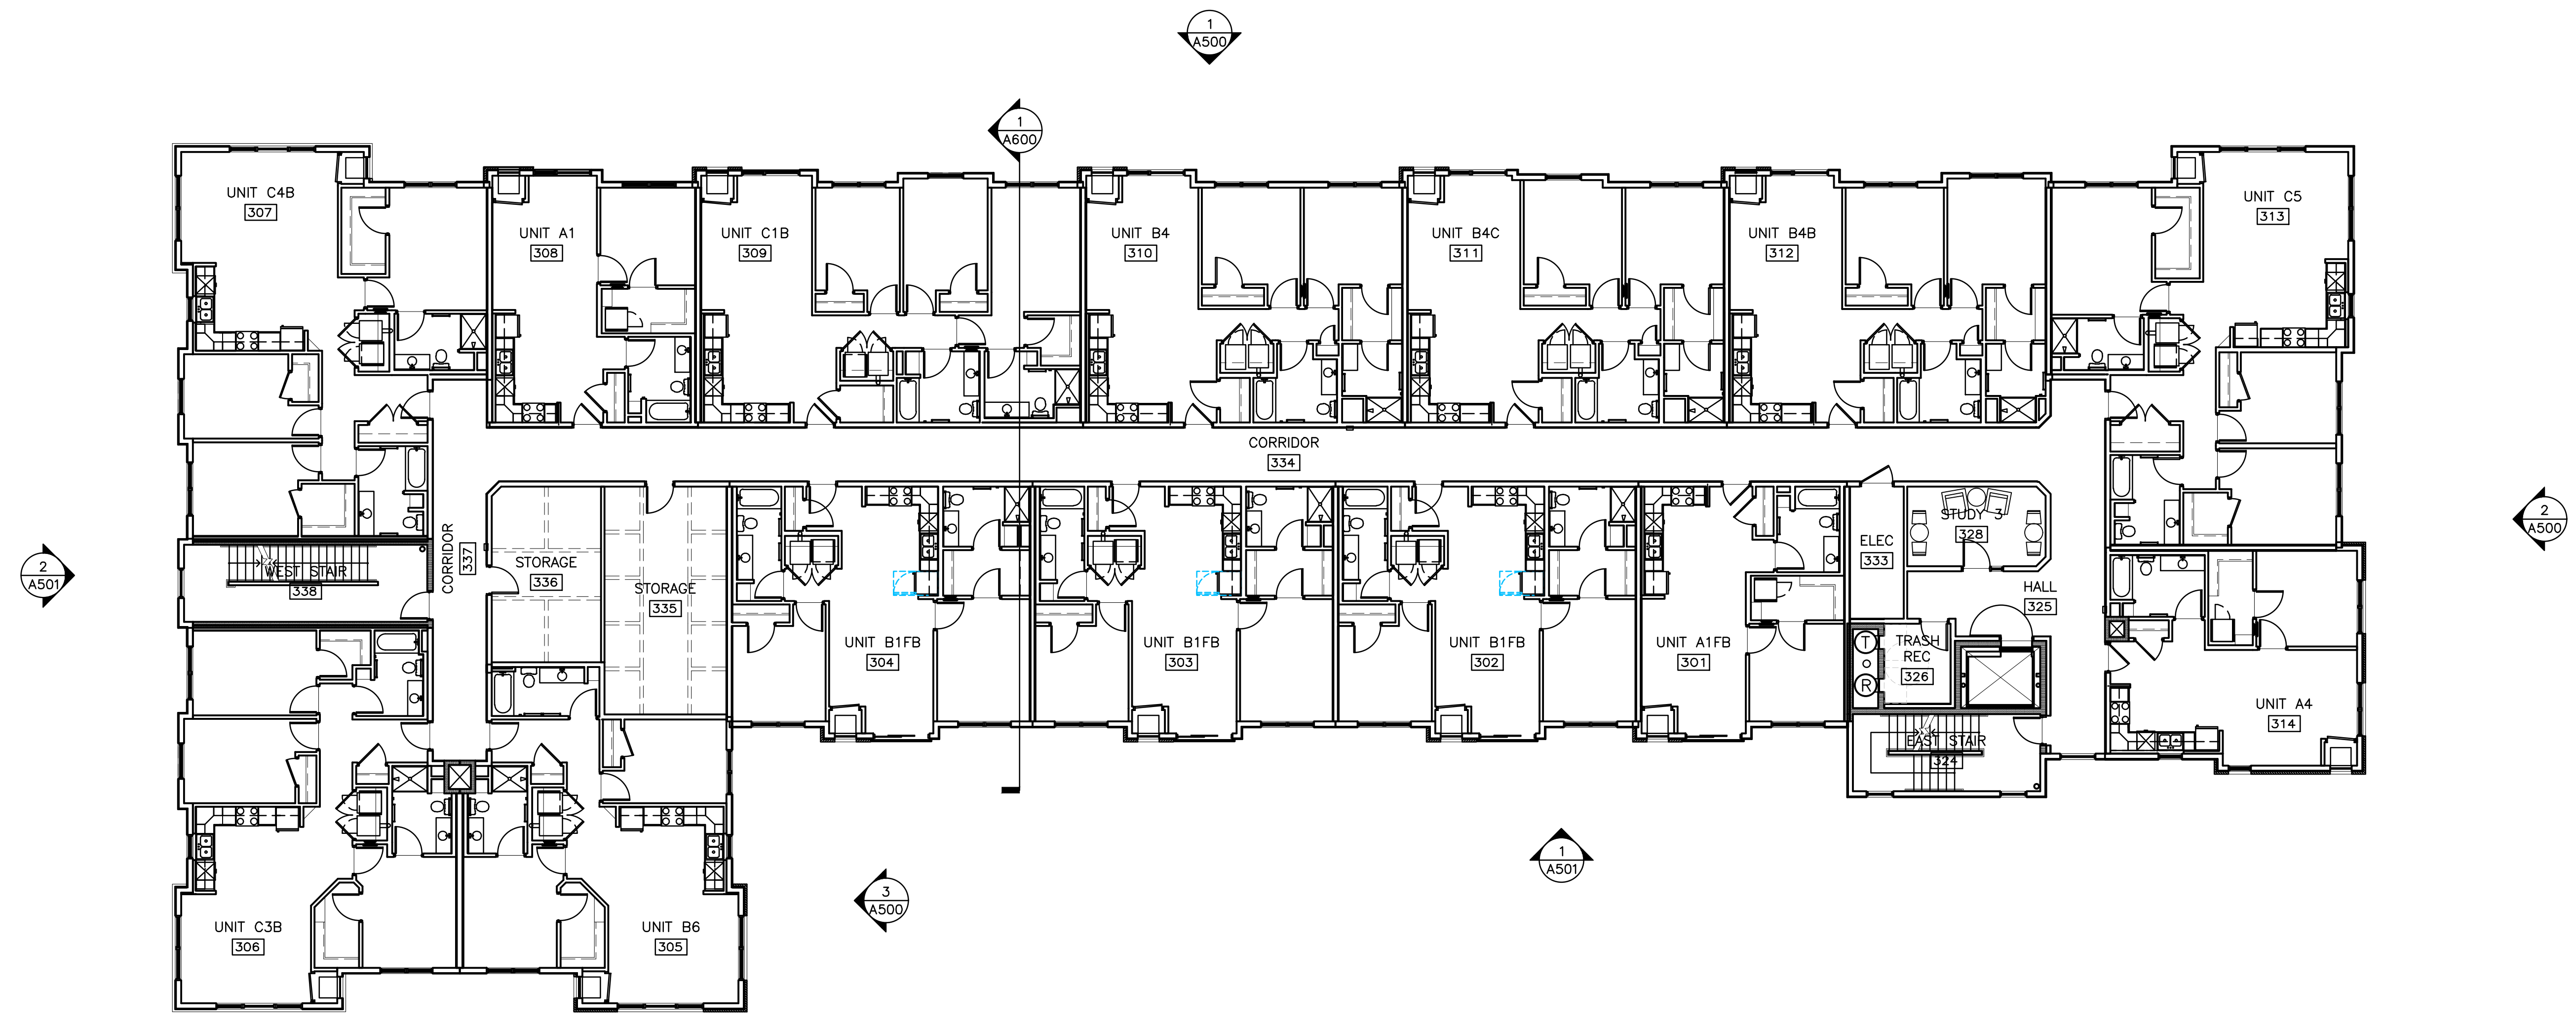 1
A500
1
A600
UNIT C4B
307
UNIT A1
308
UNIT C1B
309
UNIT B4
310
UNIT B4C
311
UNIT B4B
312
UNIT C5
313
CORRIDOR
334
2
A501
WEST STAIR
338
CORRIDOR
337
STORAGE
336
STORAGE
335
UNIT B1FB
304
UNIT B1FB
303
UNIT B1FB
302
UNIT A1FB
301
ELEC
333
STUDY 3
328
HALL
325
T
R
TRASH
REC
326
EAST STAIR
324
UNIT A4
314
2
A500
UNIT C3B
306
UNIT B6
305
3
A500
1
A501